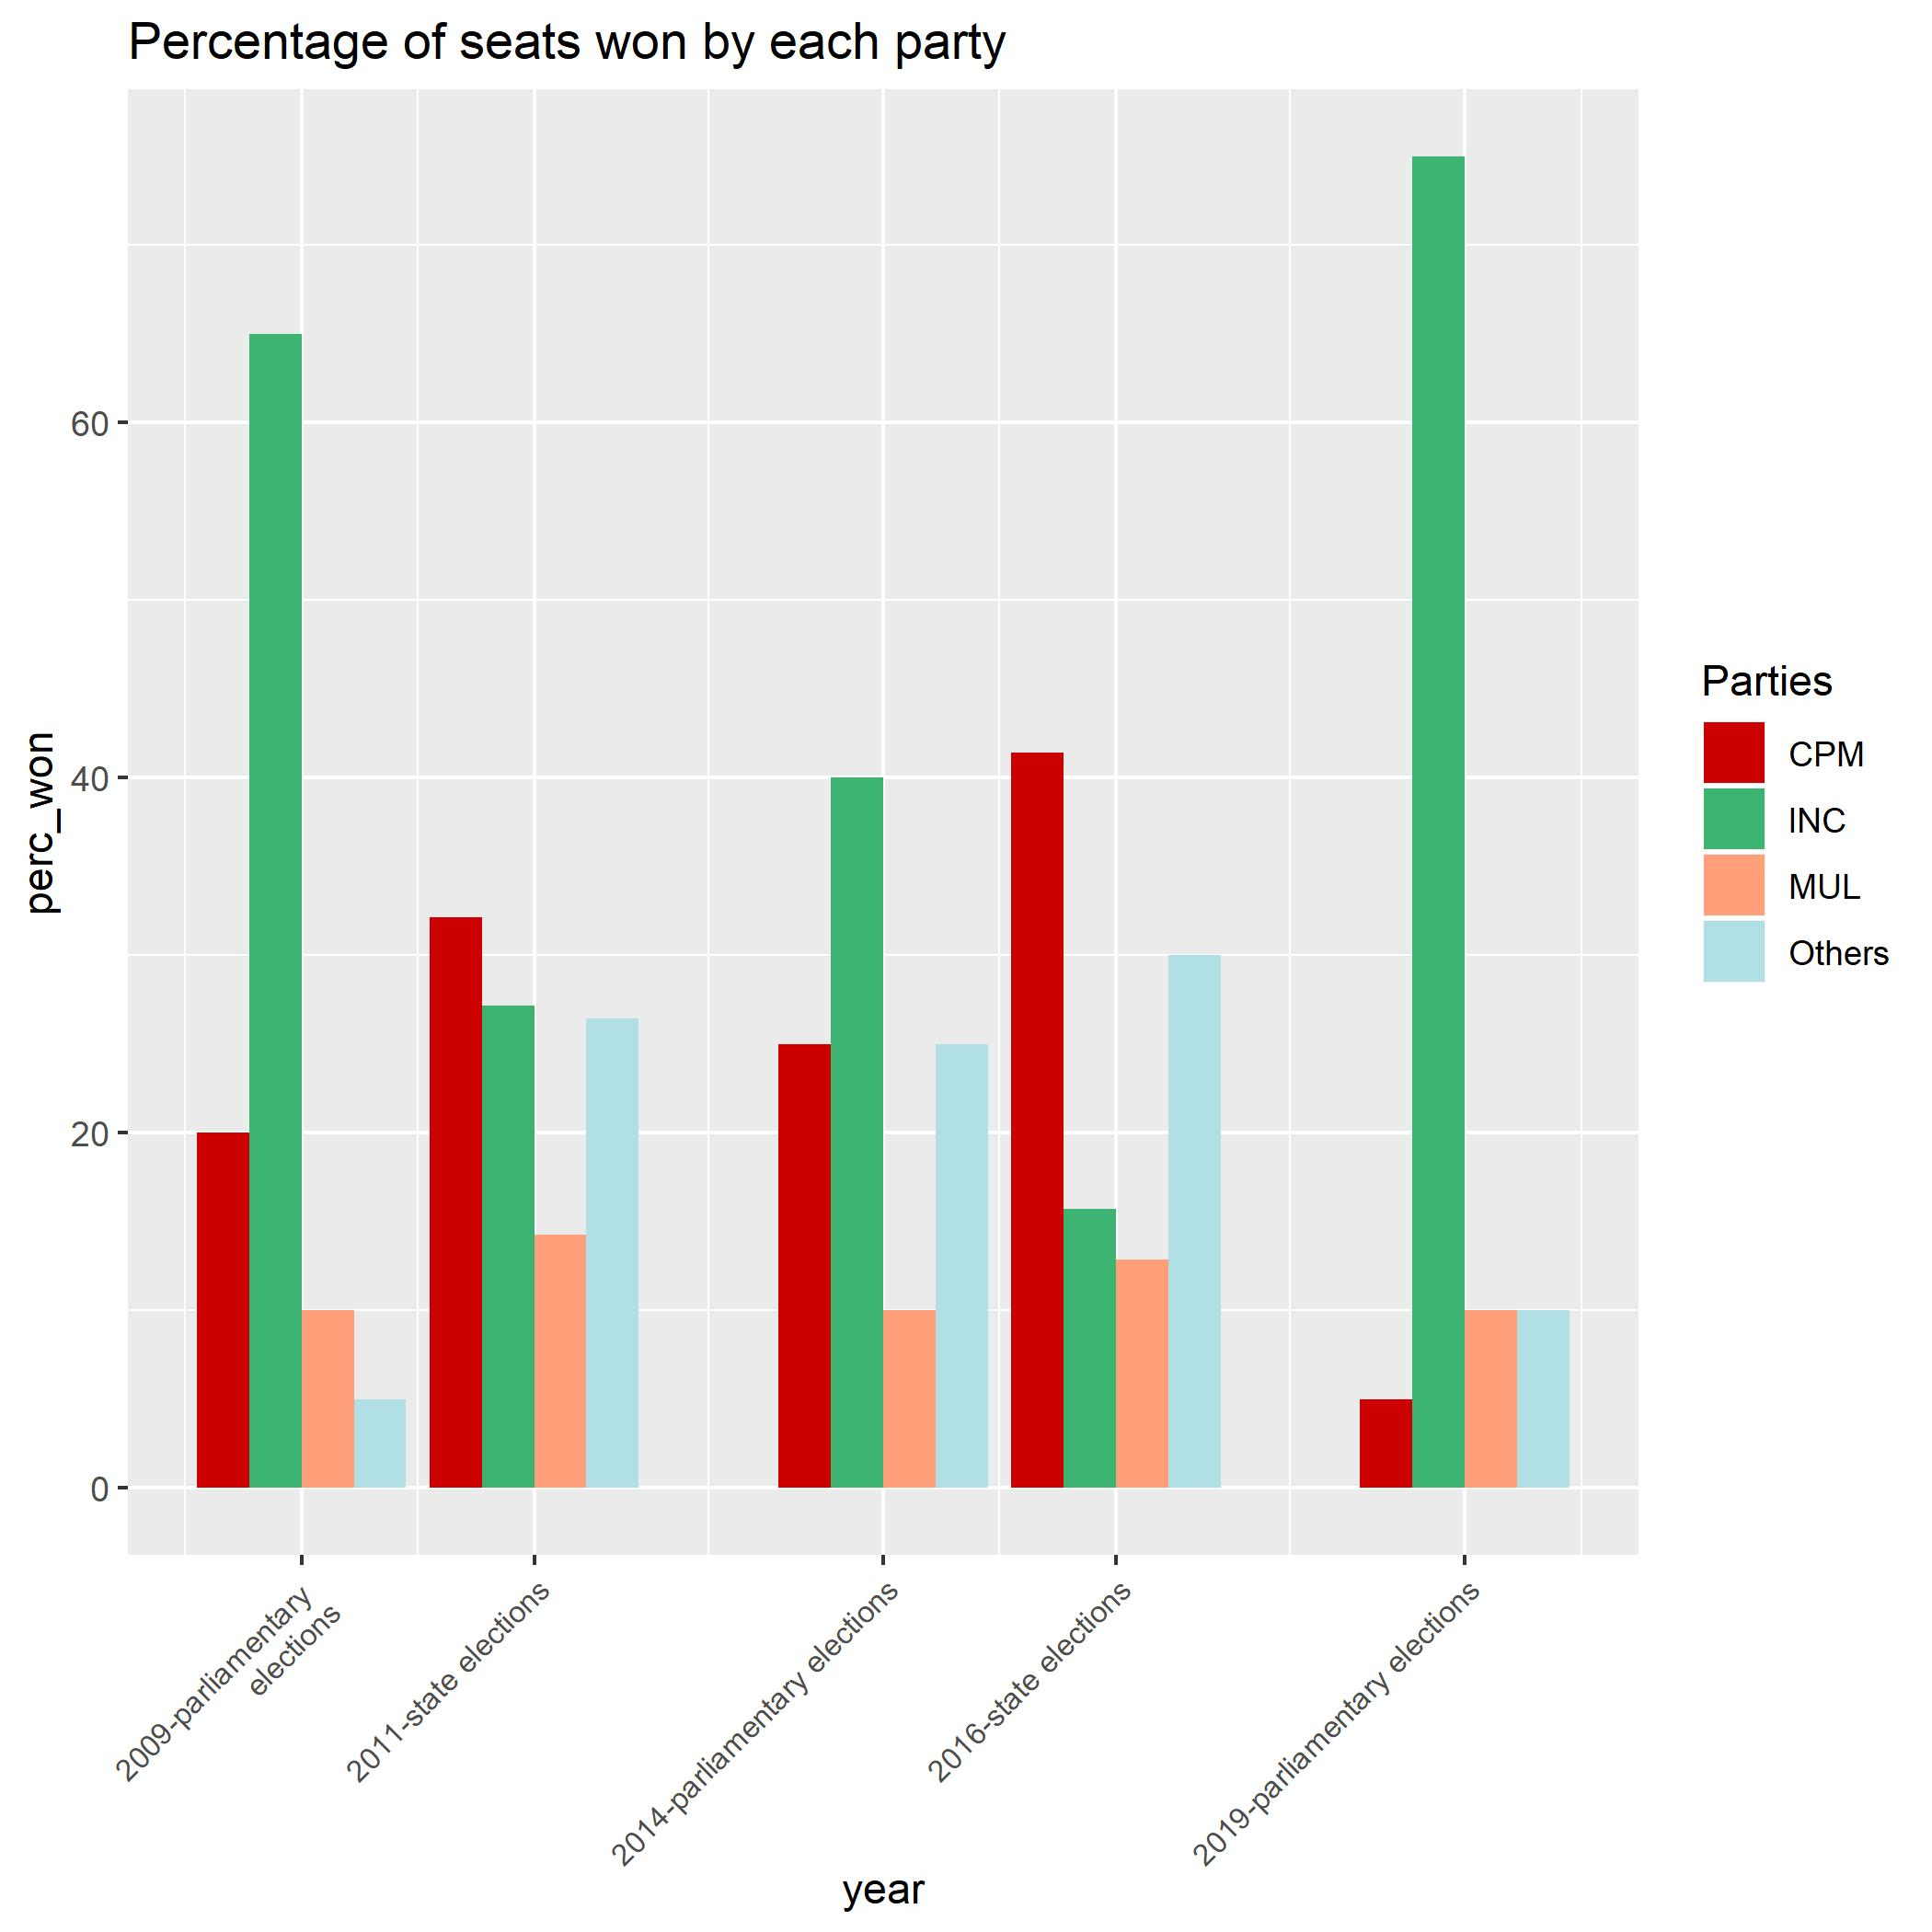 Percentage of seats won by each party
perc_won
60
40
20
0
2009-parliamentary
elections
2011-state elections
2014-parliamentary elections
2016-state elections
2019-parliamentary elections
year
Parties
CPM
INC
MUL
Others